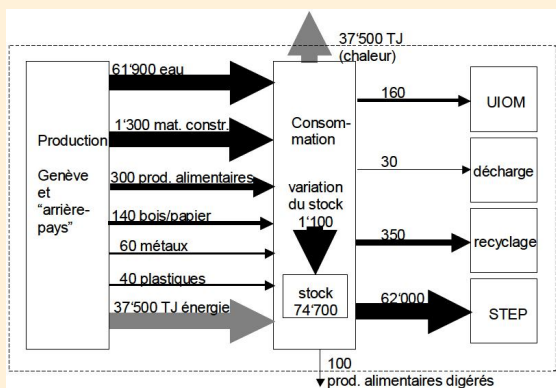 37‘500 TJ
(chaleur)
61‘900 eau
1‘300 mat. constr.
300 prod. alimentaires
140 bois/papier
60 métaux
40 plastiques
37‘500 TJ énergie
Production
Genève
et
“arrière-
pays”
Consom-
mation
variation
du stock
1‘100
stock
74‘700
160
UIOM
30
décharge
350
recyclage
62‘000
STEP
100
prod. alimentaires digérés